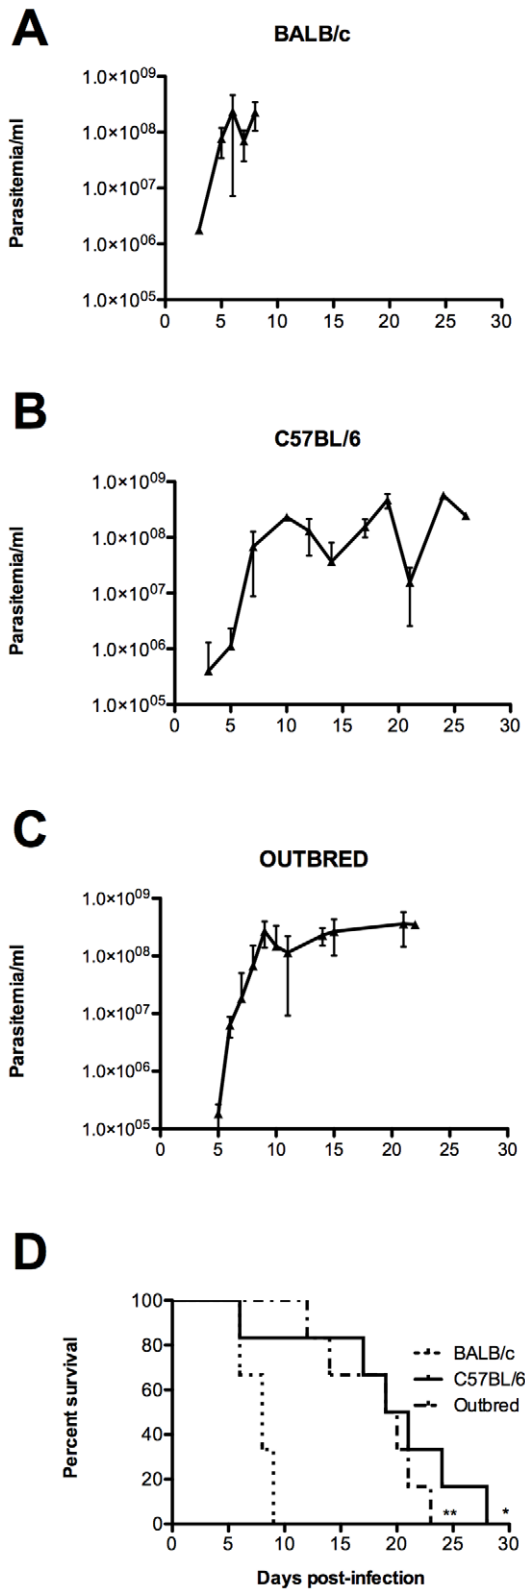 A
BALB/c
Parasitemia/ml
1.0×10⁰⁹
1.0×10⁰⁸
1.0×10⁰⁷
1.0×10⁰⁶
1.0×10⁰⁵
0 5 10 15 20 25 30
B
C57BL/6
Parasitemia/ml
1.0×10⁰⁹
1.0×10⁰⁸
1.0×10⁰⁷
1.0×10⁰⁶
1.0×10⁰⁵
0 5 10 15 20 25 30
C
OUTBRED
Parasitemia/ml
1.0×10⁰⁹
1.0×10⁰⁸
1.0×10⁰⁷
1.0×10⁰⁶
1.0×10⁰⁵
0 5 10 15 20 25 30
D
Percent survival
100
80
60
40
20
0
BALB/c
C57BL/6
Outbred
** *
0 5 10 15 20 25 30
Days post-infection